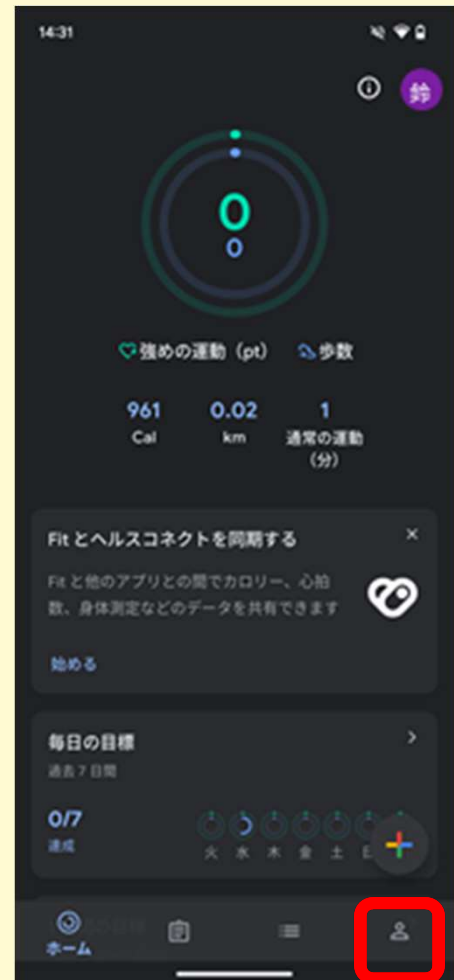 14:31
鈴
0
0
強めの運動（pt） 歩数
961 0.02 1
Cal km 通常の運動
（分）
Fit とヘルスコネクトを同期する
Fit と他のアプリとの間でカロリー、心拍
数、身体測定などのデータを共有できます
始める
毎日の目標
過去 7 日間
0/7
達成
火 水 木 金 土 日
ホーム